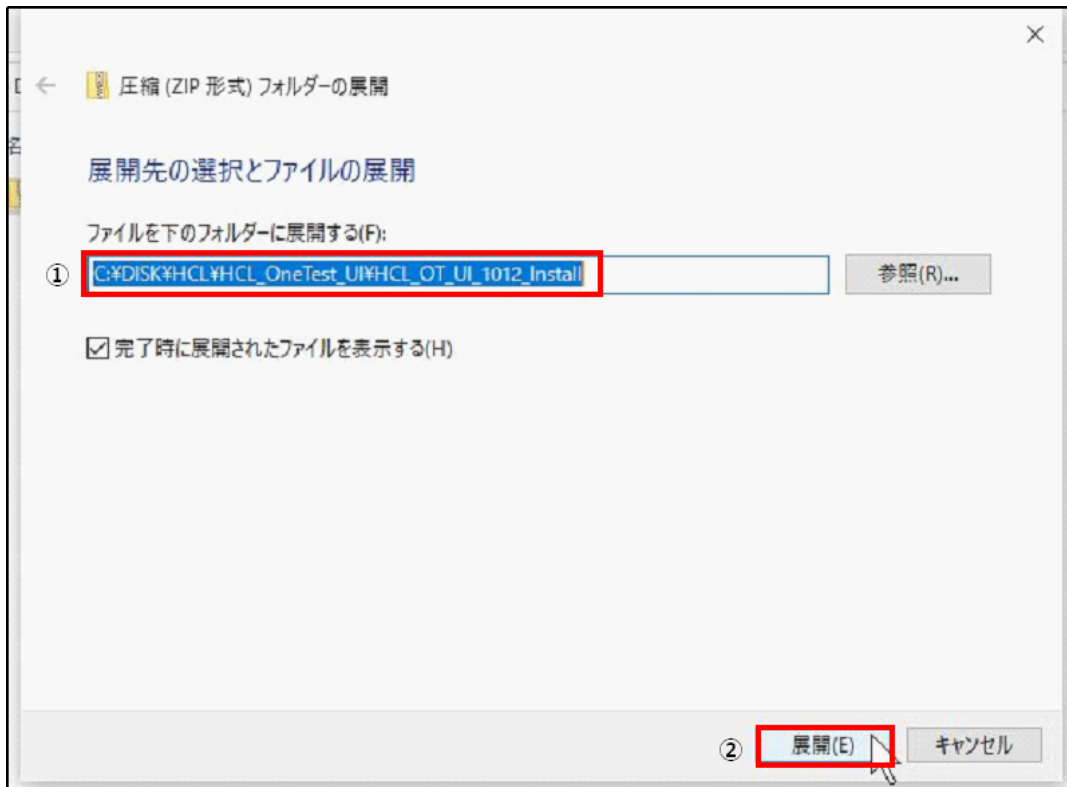 圧縮 (ZIP 形式) フォルダーの展開
展開先の選択とファイルの展開
ファイルを下のフォルダーに展開する(F):
① C:¥DISK¥HCL¥HCL_OneTest_UI¥HCL_OT_UI_1012_Install 参照(R)...
完了時に展開されたファイルを表示する(H)
② 展開(E) キャンセル